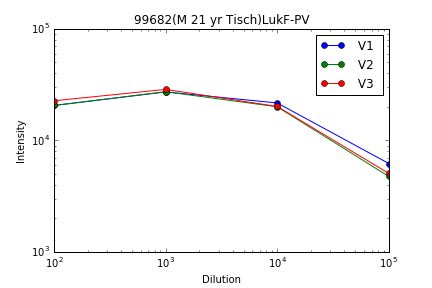 99682(M 21 yr Tisch)LukF-PV
10^5
10^4
10^3
Intensity
V1
V2
V3
10^2 10^3 10^4 10^5
Dilution